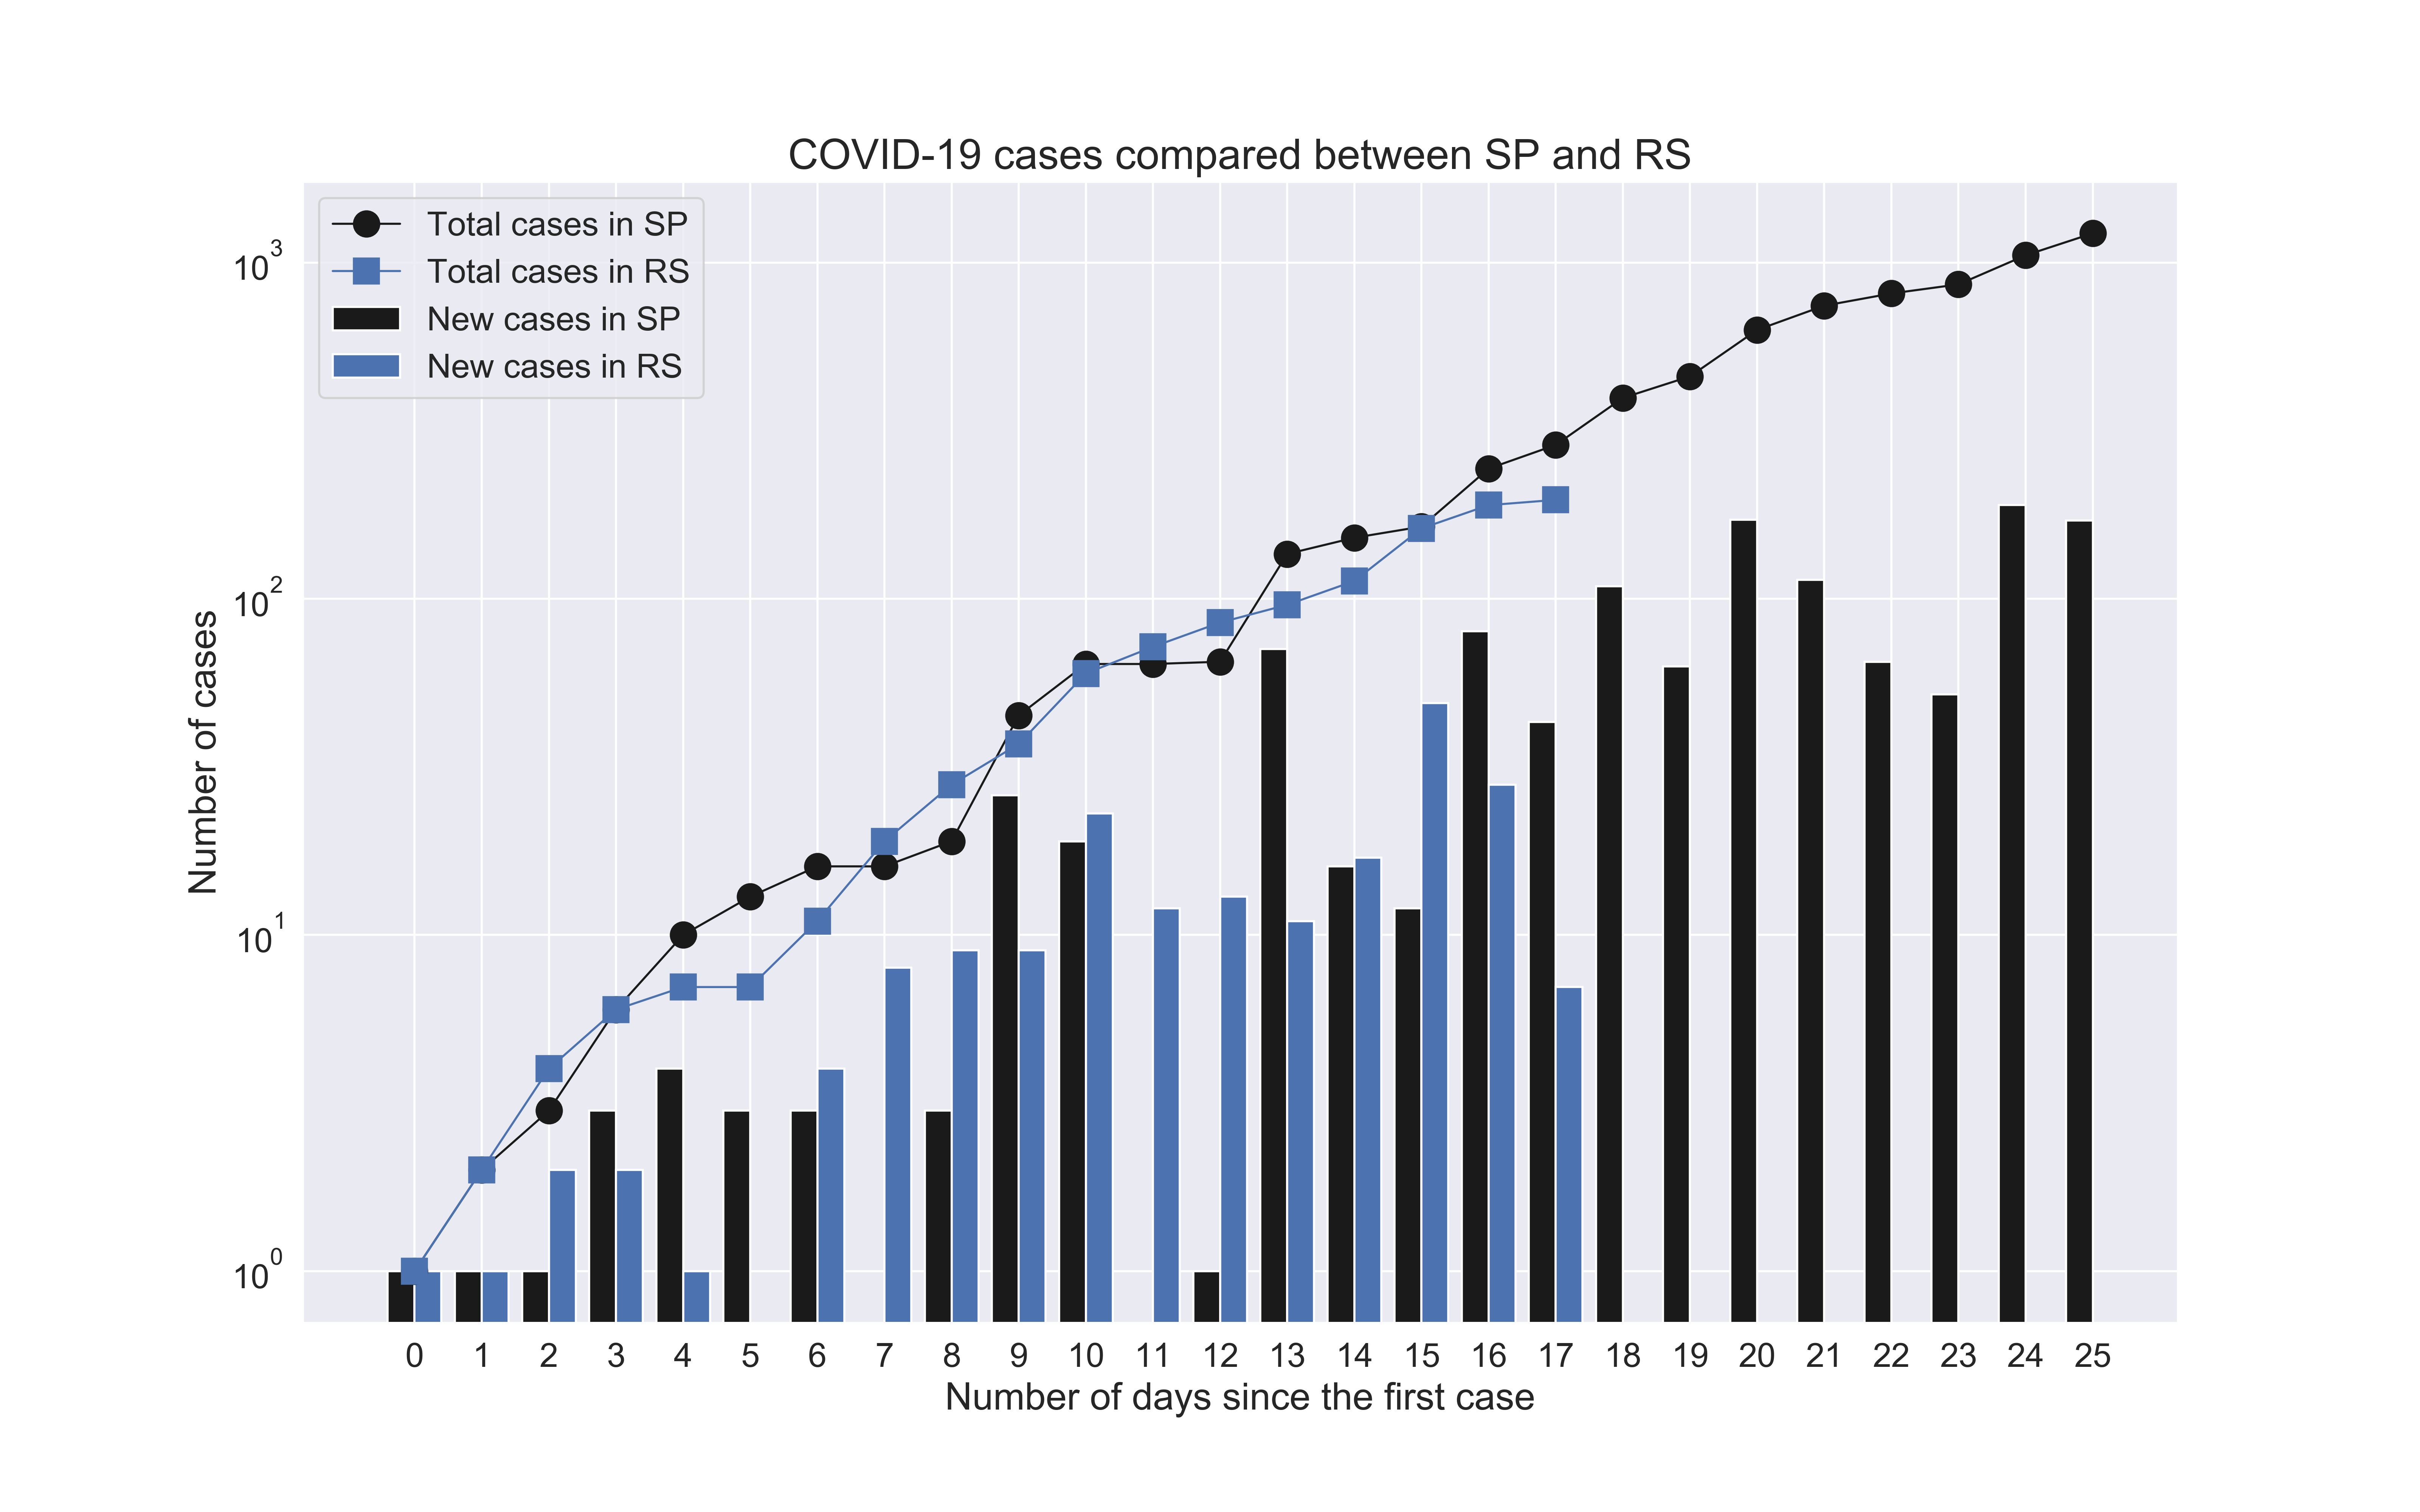 COVID-19 cases compared between SP and RS
Total cases in SP
Total cases in RS
New cases in SP
New cases in RS
Number of cases
10^3
10^2
10^1
10^0
0 1 2 3 4 5 6 7 8 9 10 11 12 13 14 15 16 17 18 19 20 21 22 23 24 25
Number of days since the first case